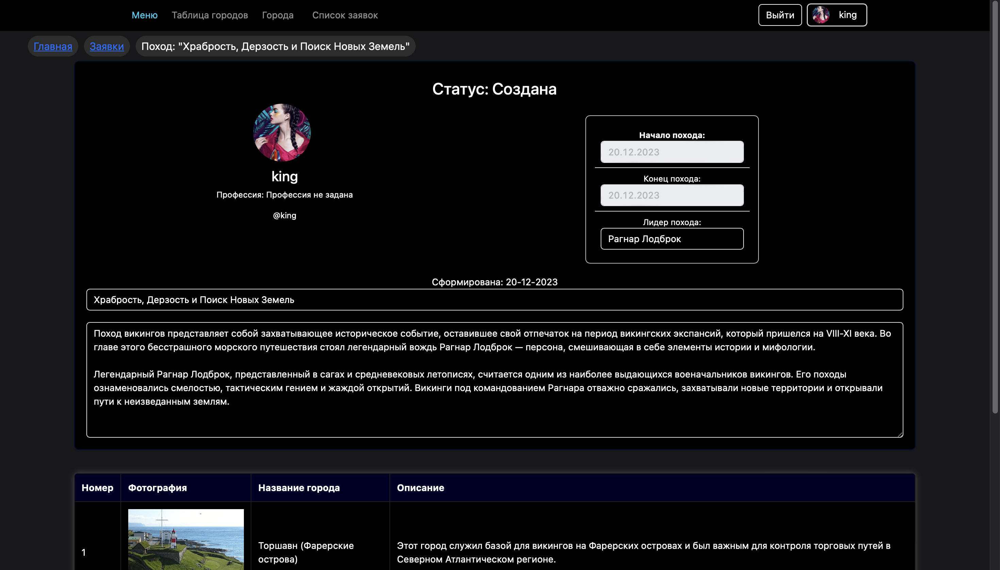 Меню Таблица городов Города Список заявок Выйти king
Главная Заявки Поход: "Храбрость, Дерзость и Поиск Новых Земель"
Статус: Создана
king
Профессия: Профессия не задана
@king
Начало похода:
20.12.2023
Конец похода:
20.12.2023
Лидер похода:
Рагнар Лодброк
Сформирована: 20-12-2023
Храбрость, Дерзость и Поиск Новых Земель
Поход викингов представляет собой захватывающее историческое событие, оставившее свой отпечаток на период викингских экспансий, который пришелся на VIII-XI века. Во
главе этого бесстрашного морского путешествия стоял легендарный вождь Рагнар Лодброк — персона, смешивающая в себе элементы истории и мифологии.
Легендарный Рагнар Лодброк, представленный в сагах и средневековых летописях, считается одним из наиболее выдающихся военачальников викингов. Его походы
ознаменовались смелостью, тактическим гением и жаждой открытий. Викинги под командованием Рагнара отважно сражались, захватывали новые территории и открывали
пути к неизведанным землям.
Номер Фотография Название города Описание
1
Торшавн (Фарерские
острова)
Этот город служил базой для викингов на Фарерских островах и был важным для контроля торговых путей в
Северном Атлантическом регионе.